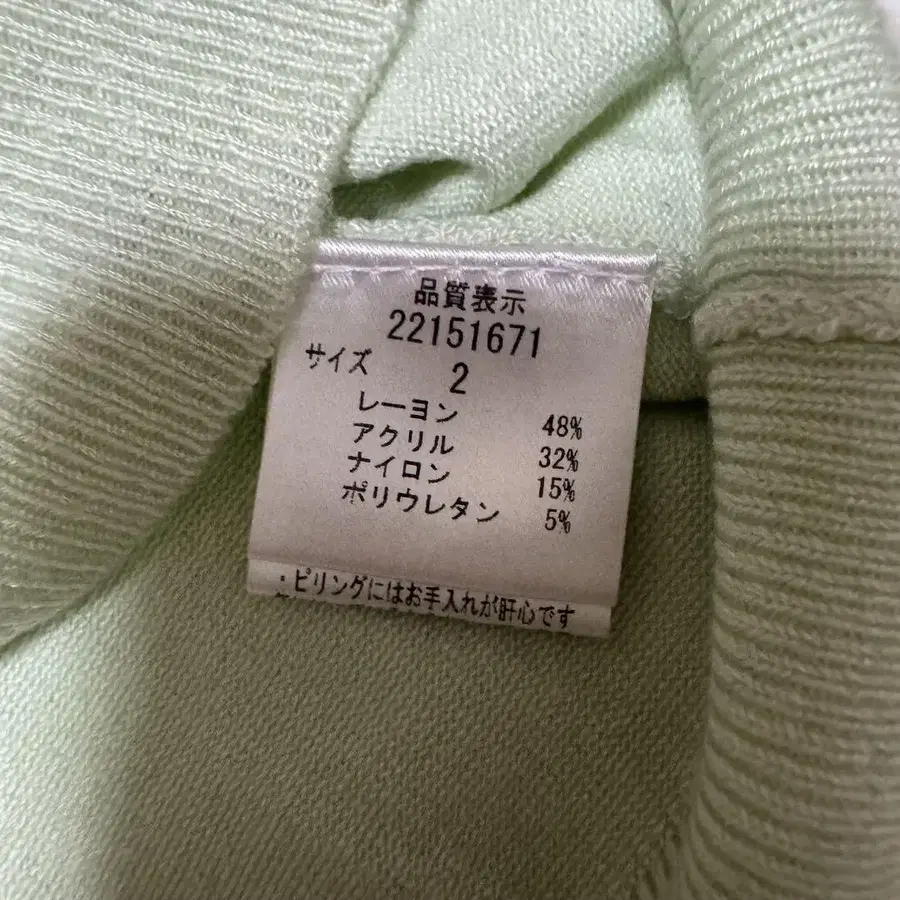 品質表示
22151671
サイズ 2
レーヨン 48%
アクリル 32%
ナイロン 15%
ポリウレタン 5%
・ピリングにはお手入れが肝心です